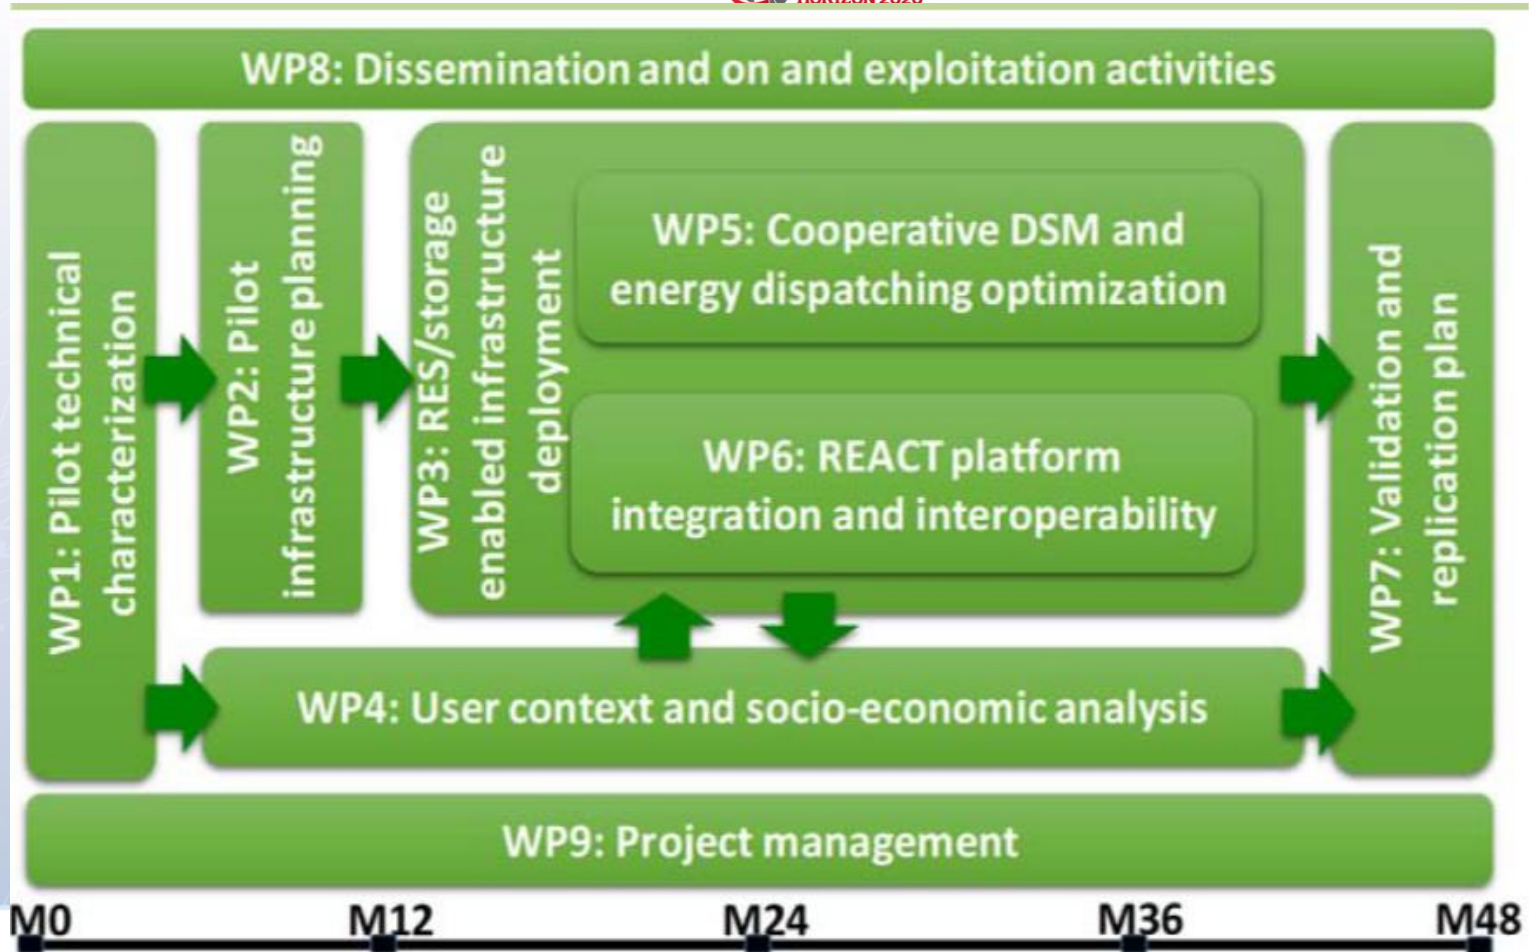 HORIZON 2020
WP8: Dissemination and on and exploitation activities
WP1: Pilot technical
characterization
WP2: Pilot
infrastructure planning
WP3: RES/storage
enabled infrastructure
deployment
WP5: Cooperative DSM and
energy dispatching optimization
WP6: REACT platform
integration and interoperability
WP7: Validation and
replication plan
WP4: User context and socio-economic analysis
WP9: Project management
M0 M12 M24 M36 M48